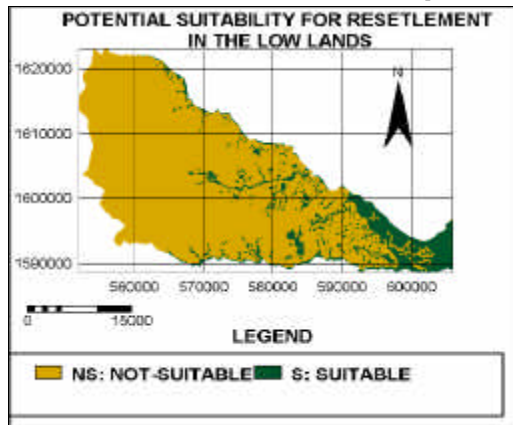 POTENTIAL SUITABILITY FOR RESETLEMENT
IN THE LOW LANDS
N
1620000
1610000
1600000
1590000
560000 570000 580000 590000 600000
0 15000
LEGEND
NS: NOT-SUITABLE S: SUITABLE